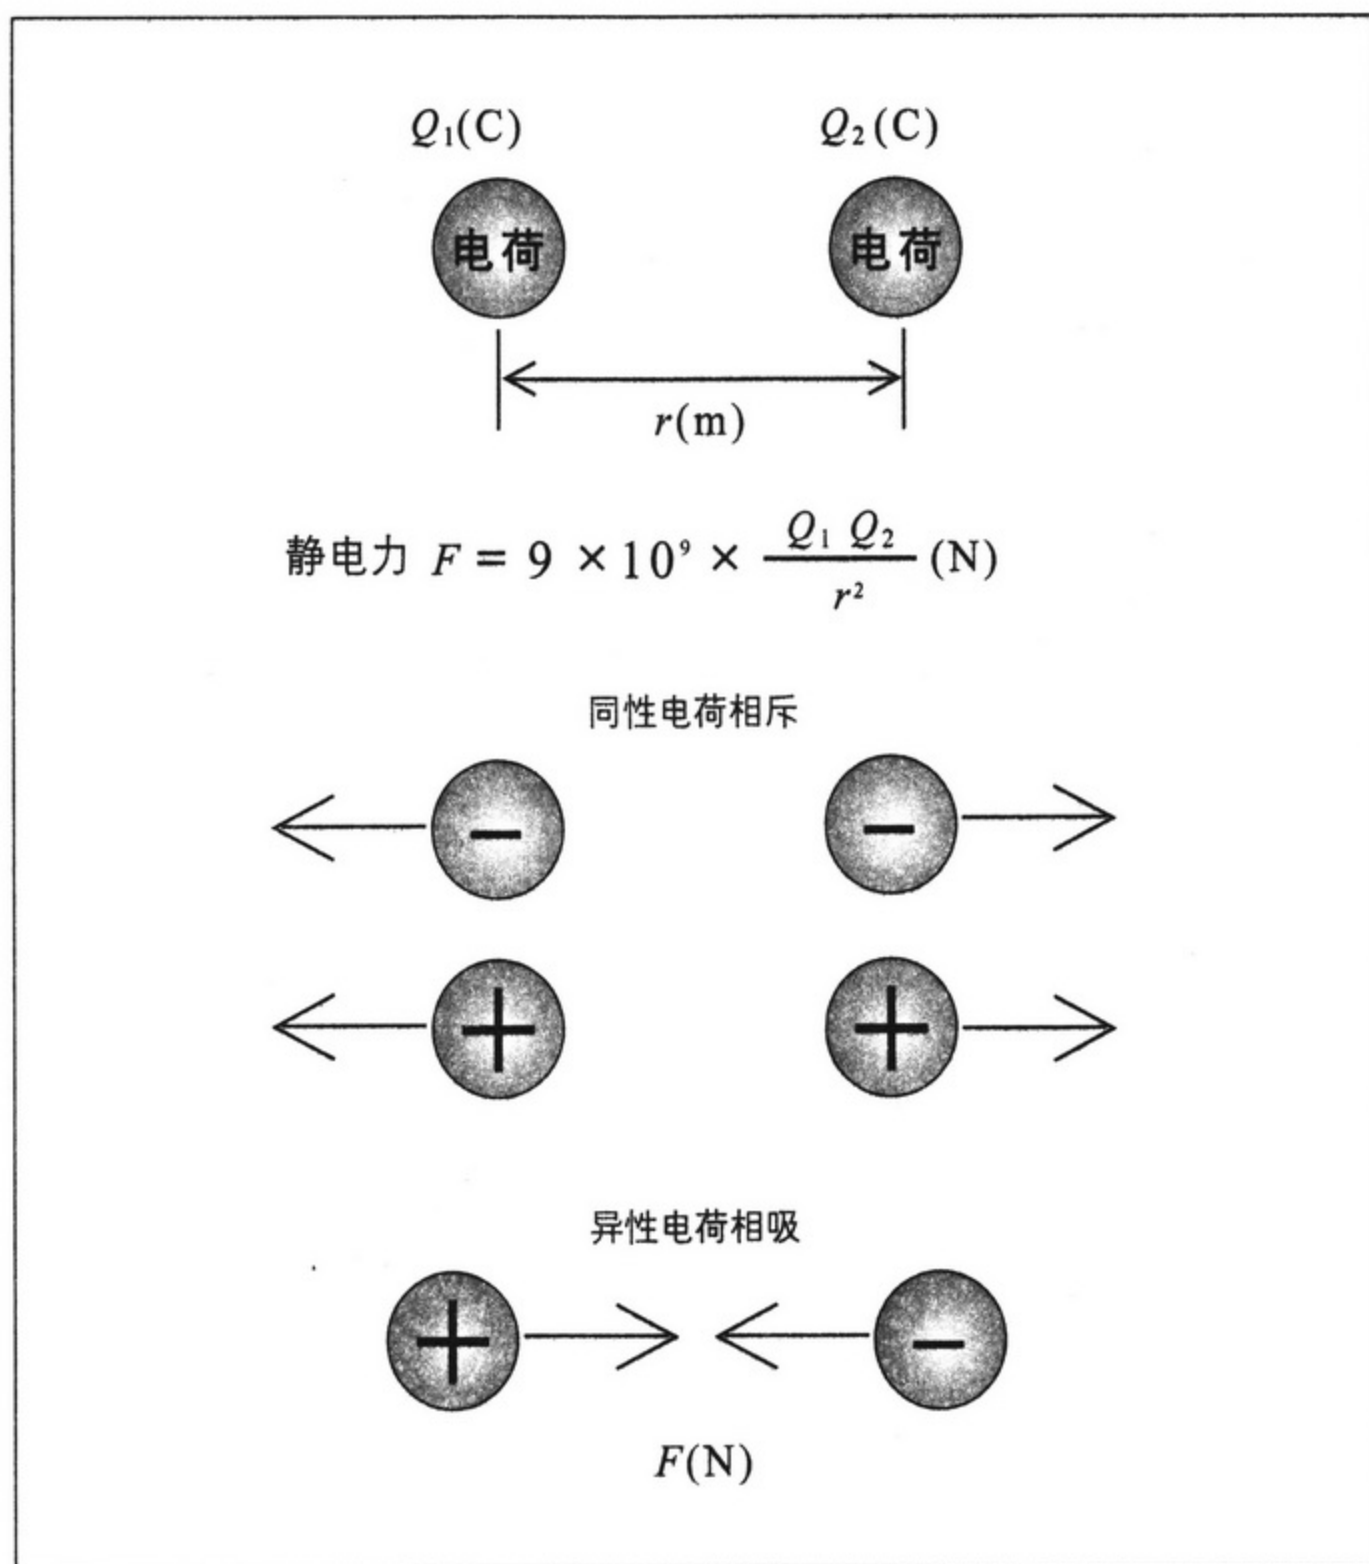 Q₁(C) Q₂(C)
电荷 电荷
r(m)
静电力 F = 9 × 10⁹ × Q₁ Q₂ / r² (N)
同性电荷相斥
− −
+ +
异性电荷相吸
+ −
F(N)